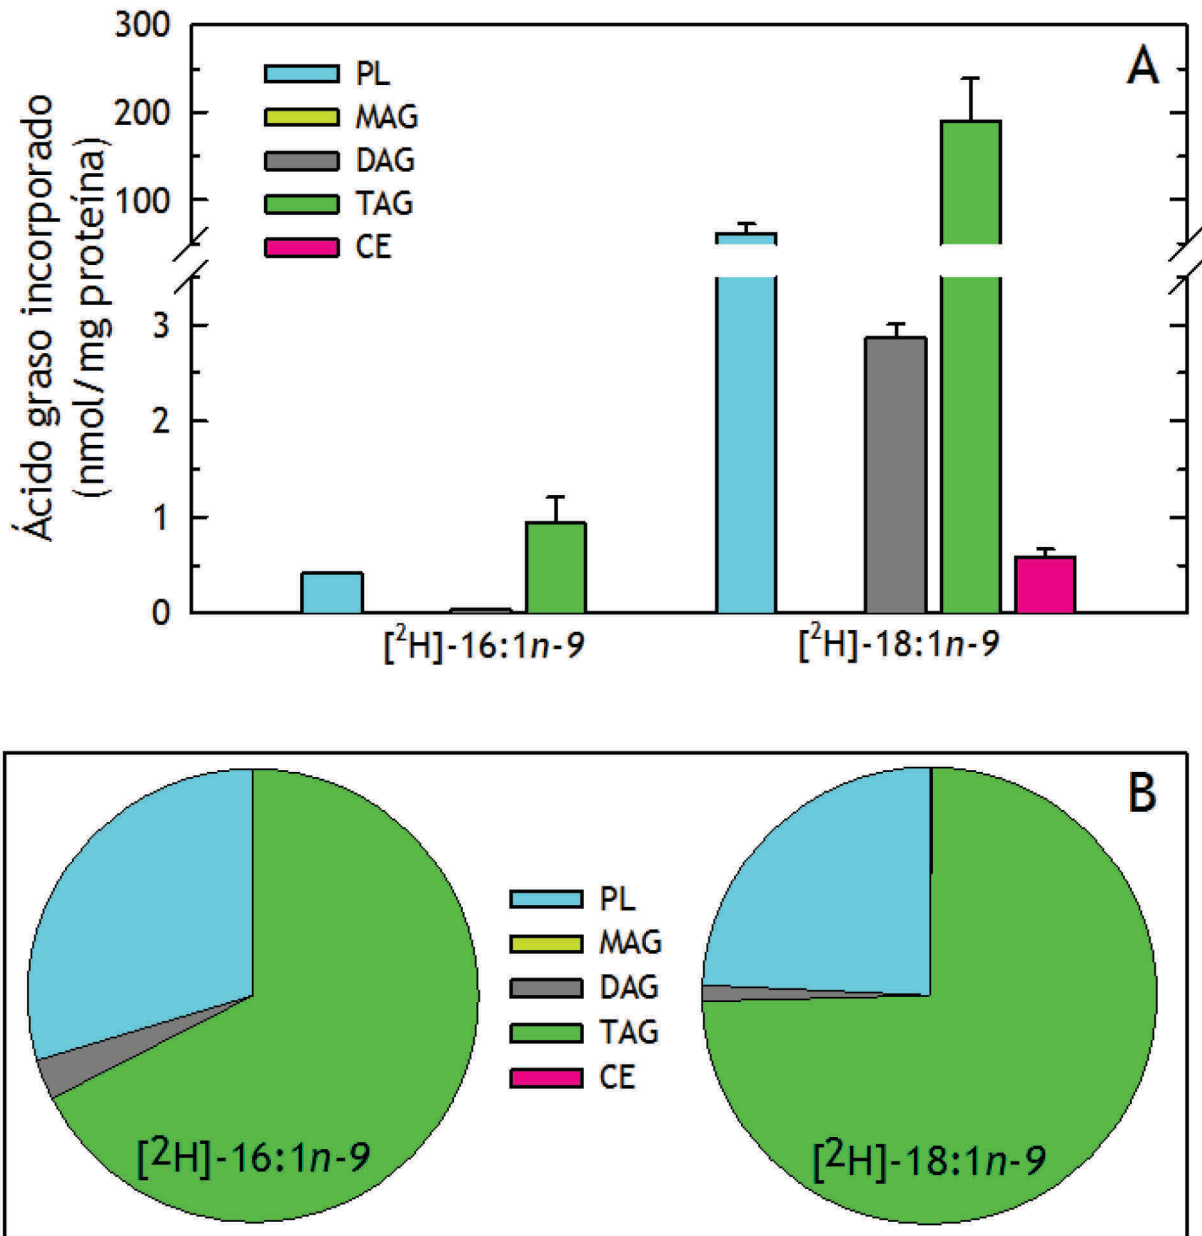 Ácido graso incorporado
(nmol/mg proteína)
300
200
100
3
2
1
0
PL
MAG
DAG
TAG
CE
A
[²H]-16:1n-9
[²H]-18:1n-9
B
PL
MAG
DAG
TAG
CE
[²H]-16:1n-9
[²H]-18:1n-9